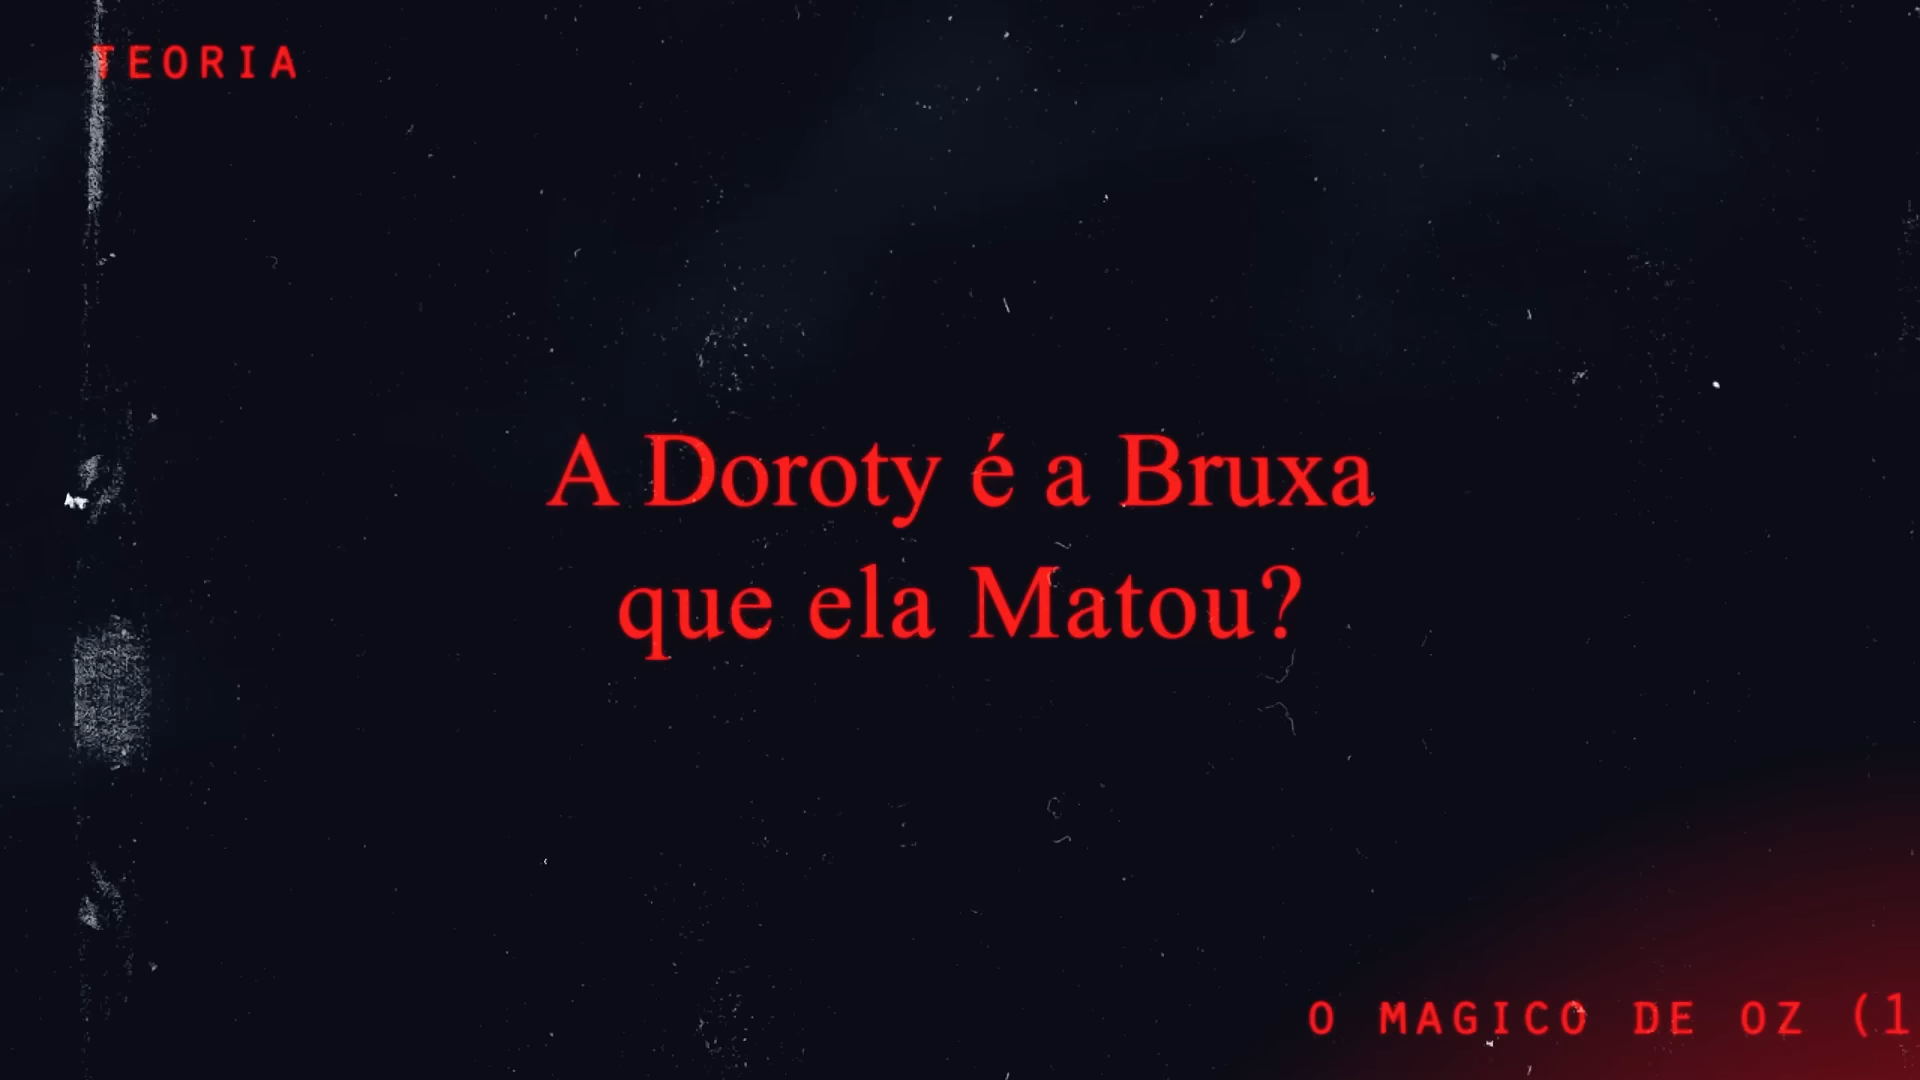 TEORIA
A Doroty é a Bruxa
que ela Matou?
O MAGICO DE OZ (1